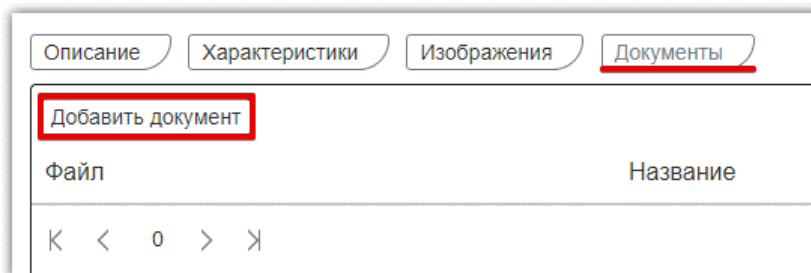 Описание Характеристики Изображения Документы
Добавить документ
Файл Название
0